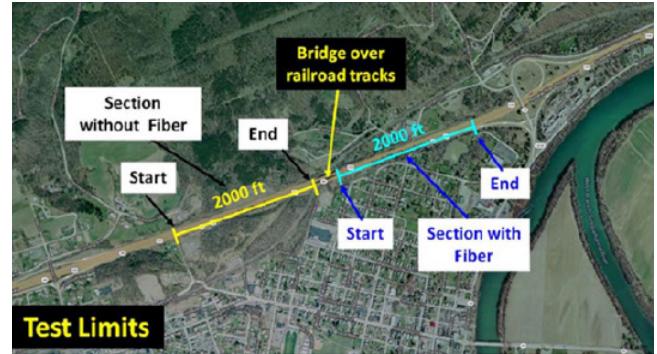 Bridge over
railroad tracks
Section
without Fiber
End
2000 ft
Start
2000 ft
End
Start
Section with
Fiber
Test Limits